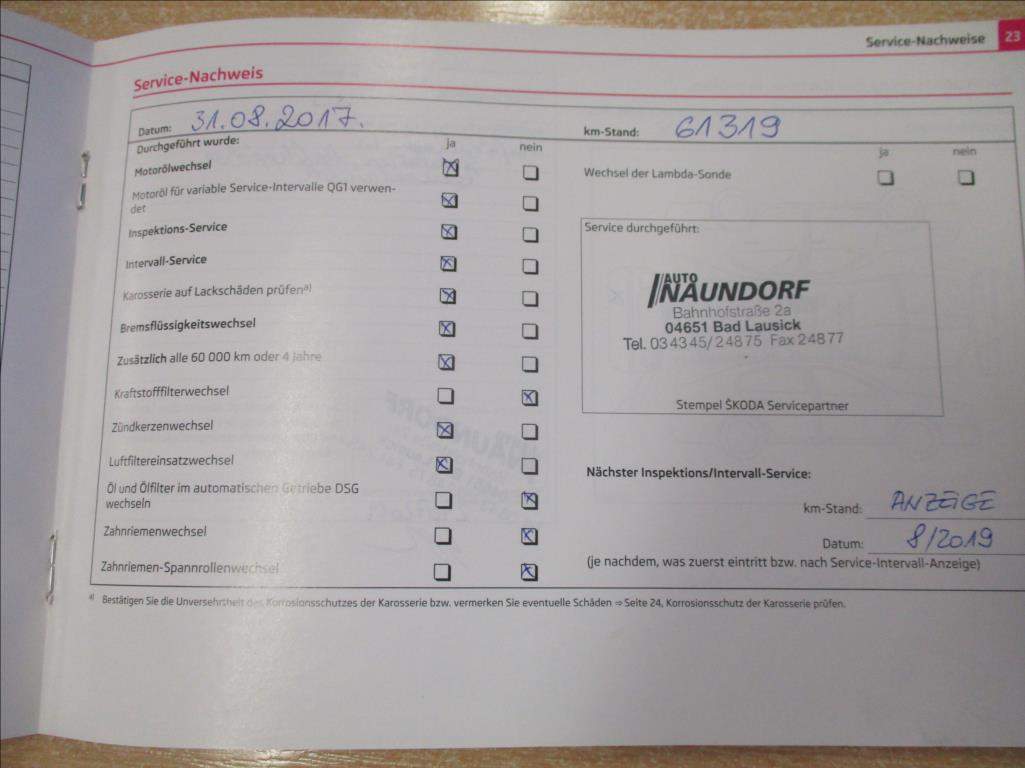 Service-Nachweise 23
Service-Nachweis
Datum: 31.08.2017.
km-Stand: 61319
Durchgeführt wurde: ja nein
Motorölwechsel
Motoröl für variable Service-Intervalle QG1 verwen-
det
Inspektions-Service
Intervall-Service
Karosserie auf Lackschäden prüfen a)
Bremsflüssigkeitswechsel
Zusätzlich alle 60 000 km oder 4 Jahre
Kraftstofffilterwechsel
Zündkerzenwechsel
Luftfiltereinsatzwechsel
Öl und Ölfilter im automatischen Getriebe DSG
wechseln
Zahnriemenwechsel
Zahnriemen-Spannrollenwechsel
ja nein
Wechsel der Lambda-Sonde
Service durchgeführt:
AUTO
NAUNDORF
Bahnhofstraße 2a
04651 Bad Lausick
Tel. 034345/24875 Fax 24877
Stempel ŠKODA Servicepartner
Nächster Inspektions/Intervall-Service:
km-Stand: ANZEIGE
Datum: 8/2019
(je nachdem, was zuerst eintritt bzw. nach Service-Intervall-Anzeige)
a) Bestätigen Sie die Unversehrtheit des Korrosionsschutzes der Karosserie bzw. vermerken Sie eventuelle Schäden ⇒ Seite 24, Korrosionsschutz der Karosserie prüfen.